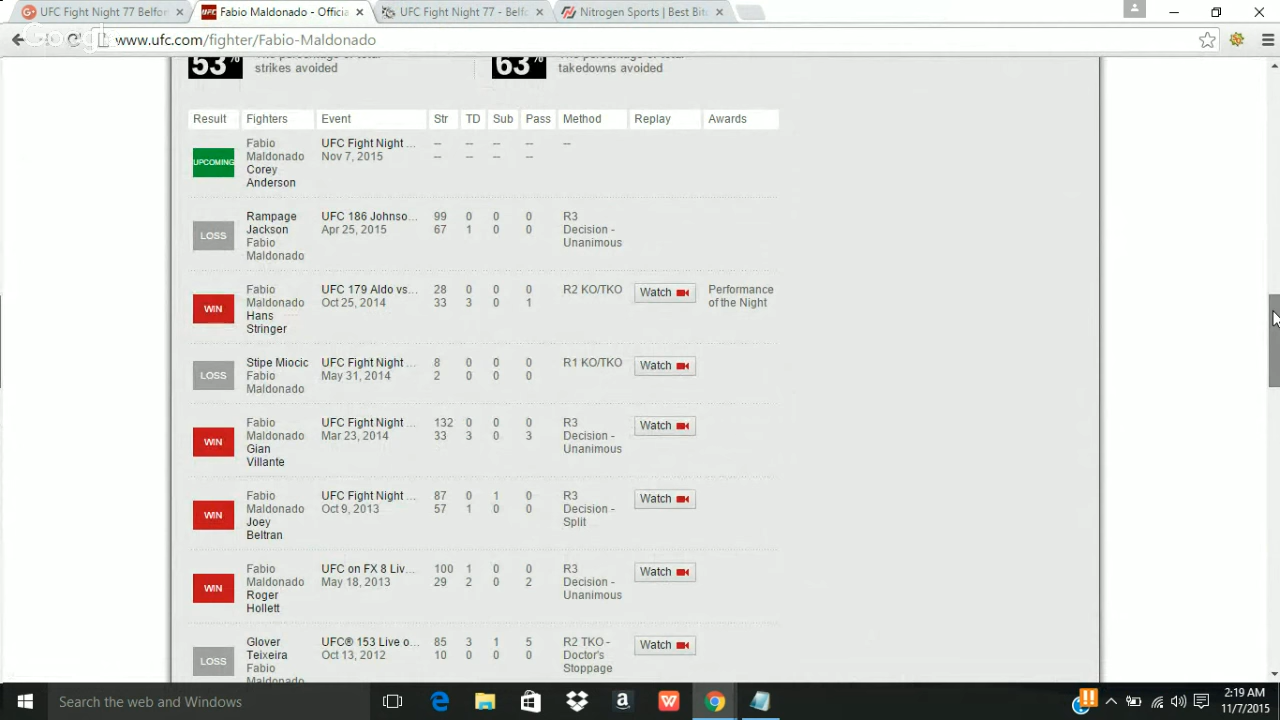 UFC Fight Night 77 Belfor
Fabio Maldonado - Officia
UFC Fight Night 77 - Belfo
Nitrogen Sports | Best Bitc
www.ufc.com/fighter/Fabio-Maldonado
53%
strikes avoided
63%
takedowns avoided
Result Fighters Event Str TD Sub Pass Method Replay Awards
UPCOMING
Fabio Maldonado
Corey Anderson
UFC Fight Night ...
Nov 7, 2015
-- -- -- -- --
-- -- -- --
LOSS
Rampage Jackson
Fabio Maldonado
UFC 186 Johnso...
Apr 25, 2015
99 0 0 0
67 1 0 0
R3
Decision -
Unanimous
WIN
Fabio Maldonado
Hans Stringer
UFC 179 Aldo vs...
Oct 25, 2014
28 0 0 0
33 3 0 1
R2 KO/TKO
Watch
Performance
of the Night
LOSS
Stipe Miocic
Fabio Maldonado
UFC Fight Night ...
May 31, 2014
8 0 0 0
2 0 0 0
R1 KO/TKO
Watch
WIN
Fabio Maldonado
Gian Villante
UFC Fight Night ...
Mar 23, 2014
132 0 0 0
33 3 0 3
R3
Decision -
Unanimous
Watch
WIN
Fabio Maldonado
Joey Beltran
UFC Fight Night ...
Oct 9, 2013
87 0 1 0
57 1 0 0
R3
Decision -
Split
Watch
WIN
Fabio Maldonado
Roger Hollett
UFC on FX 8 Liv...
May 18, 2013
100 1 0 0
29 2 0 2
R3
Decision -
Unanimous
Watch
LOSS
Glover Teixeira
Fabio Maldonado
UFC® 153 Live o...
Oct 13, 2012
85 3 1 5
10 0 0 0
R2 TKO -
Doctor's
Stoppage
Watch
Search the web and Windows
2:19 AM
11/7/2015